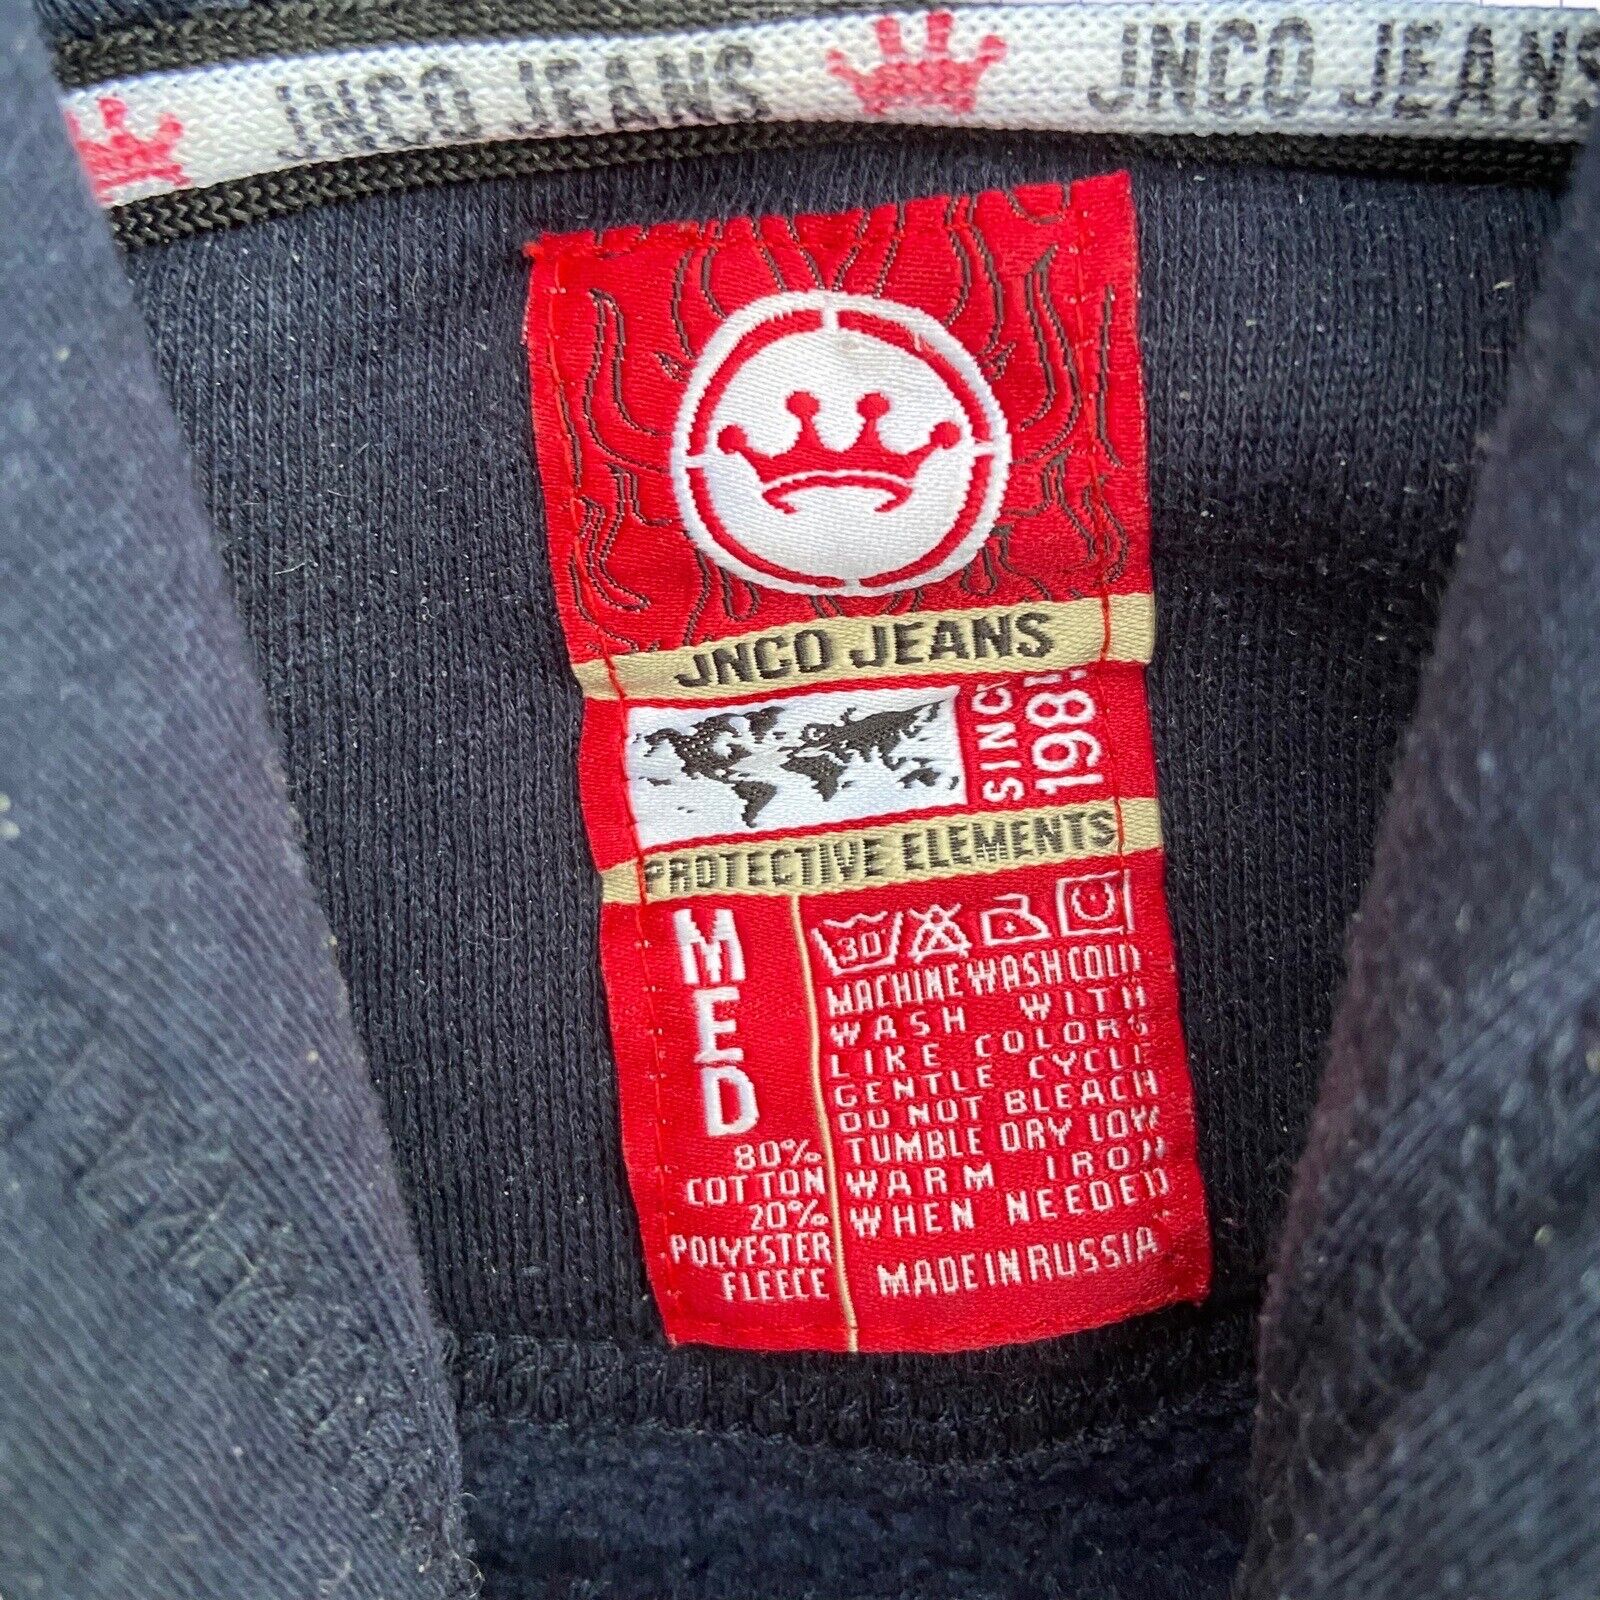 JNCO JEANS JNCO JEANS
JNCO JEANS
SINCE
1985
PROTECTIVE ELEMENTS
MED
80%
COTTON
20%
POLYESTER
FLEECE
30
MACHINE WASH COLD
WASH WITH
LIKE COLORS
GENTLE CYCLE
DO NOT BLEACH
TUMBLE DRY LOW
WARM IRON
WHEN NEEDED
MADE IN RUSSIA